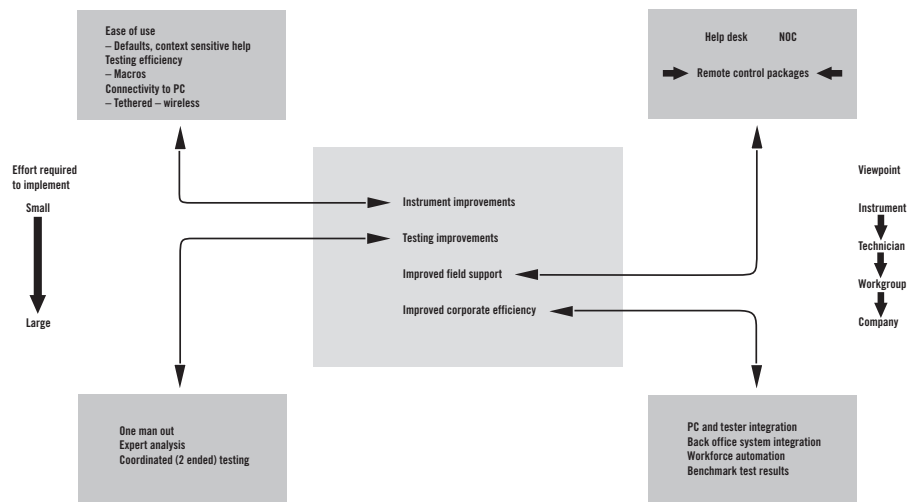 Ease of use
– Defaults, context sensitive help
Testing efficiency
– Macros
Connectivity to PC
– Tethered – wireless
Help desk NOC
Remote control packages
Effort required
to implement
Small
Large
Instrument improvements
Testing improvements
Improved field support
Improved corporate efficiency
Viewpoint
Instrument
Technician
Workgroup
Company
One man out
Expert analysis
Coordinated (2 ended) testing
PC and tester integration
Back office system integration
Workforce automation
Benchmark test results